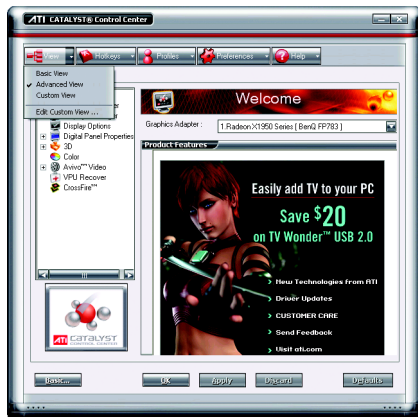 ATI CATALYST® Control Center
View
Hotkeys
Profiles
Preferences
Help
Basic View
Advanced View
Custom View
Edit Custom View ...
Welcome
Graphics Adapter :
1.Radeon X1950 Series [ BenQ FP783 ]
Display Options
Digital Panel Properties
3D
Color
Avivo™ Video
VPU Recover
CrossFire™
Product Features
Easily add TV to your PC
Save $20
on TV Wonder™ USB 2.0
> New Technologies from ATI
> Driver Updates
> CUSTOMER CARE
> Send Feedback
> Visit ati.com
ATI CATALYST
CONTROL CENTER
Basic...
OK
Apply
Discard
Defaults